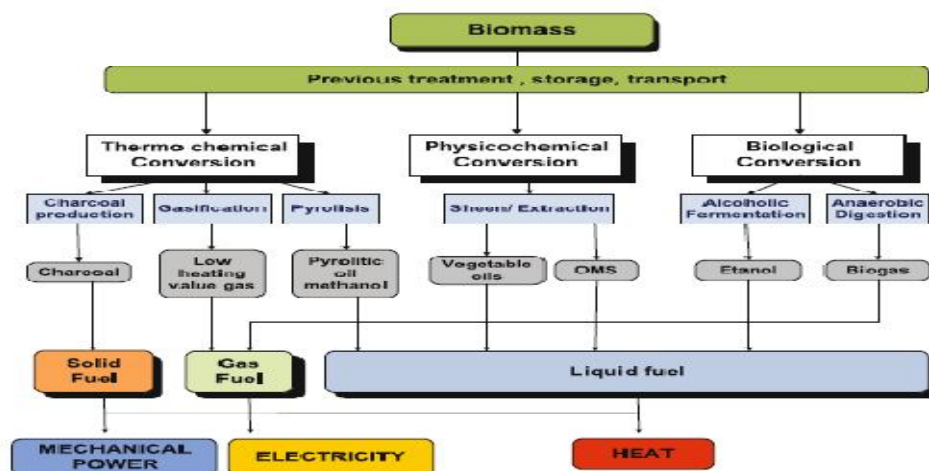 Biomass
Previous treatment , storage, transport
Thermo chemical
Conversion
Physicochemical
Conversion
Biological
Conversion
Charcoal
production
Gasification
Pyrolisis
Extraction
Alcoholic
Fermentation
Anaerobic
Digestion
Charcoal
Low
heating
value gas
Pyrolitic
oil
methanol
Vegetable
oils
Etanol
Biogas
Solid
Fuel
Gas
Fuel
Liquid fuel
MECHANICAL
POWER
ELECTRICITY
HEAT